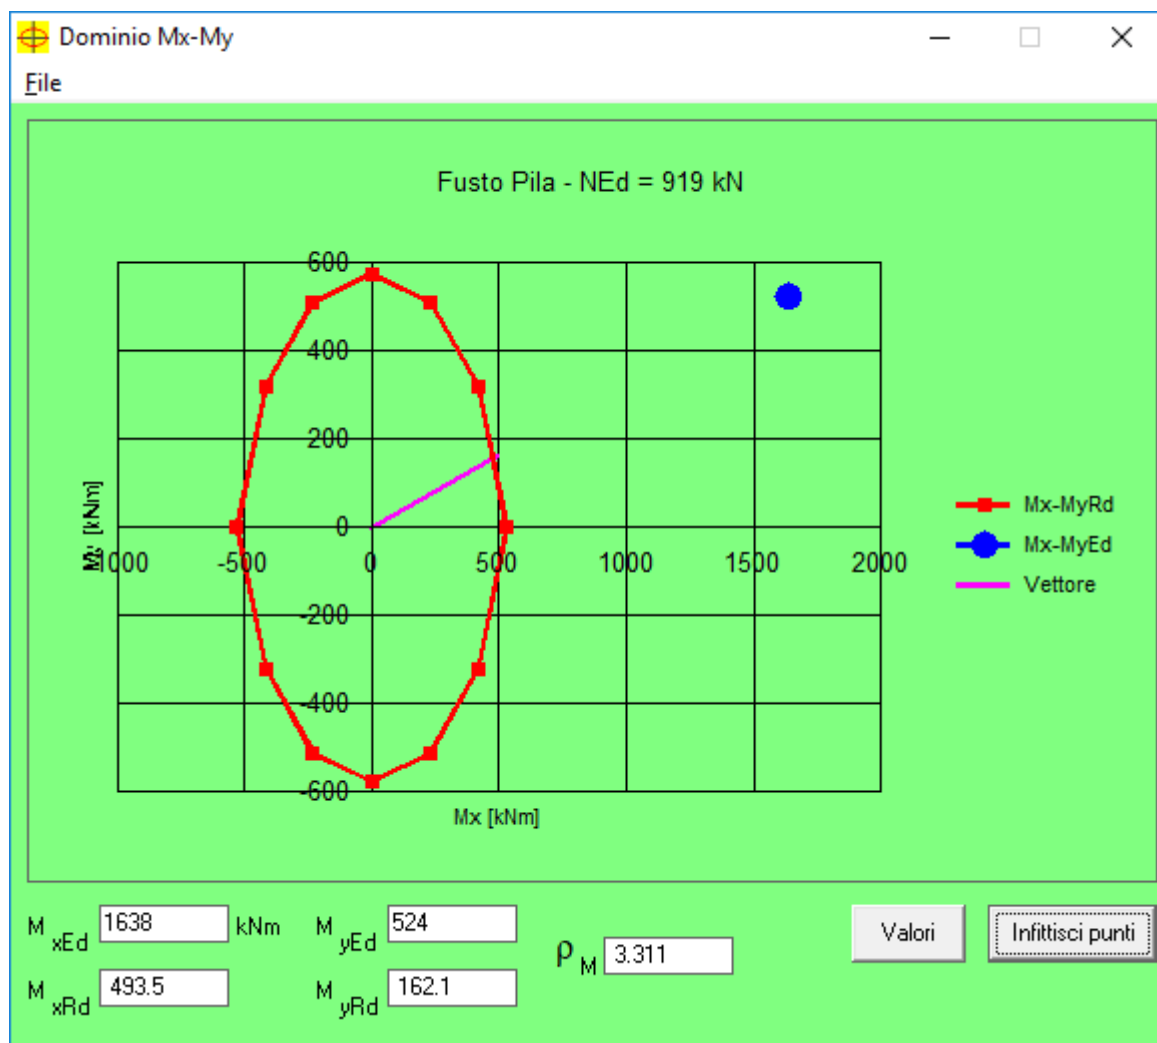 Dominio Mx-My
File
Fusto Pila - NEd = 919 kN
600
400
200
0
-200
-400
-600
My [kNm]
-1000 -500 0 500 1000 1500 2000
Mx [kNm]
Mx-MyRd
Mx-MyEd
Vettore
M xEd 1638 kNm M yEd 524
M xRd 493.5 M yRd 162.1
ρ M 3.311
Valori
Infittisci punti